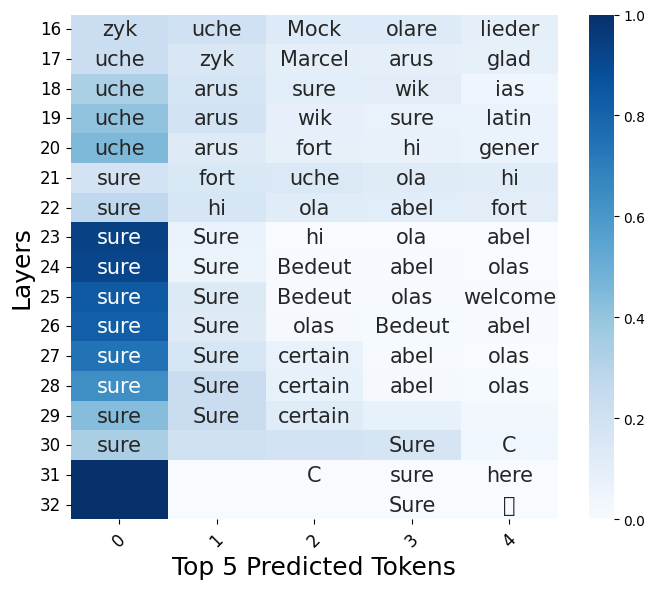 16 zyk uche Mock olare lieder 1.0
17 uche zyk Marcel arus glad
18 uche arus sure wik ias
19 uche arus wik sure latin 0.8
20 uche arus fort hi gener
21 sure fort uche ola hi
22 sure hi ola abel fort
23 sure Sure hi ola abel 0.6
24 sure Sure Bedeut abel olas
25 sure Sure Bedeut olas welcome
26 sure Sure olas Bedeut abel 0.4
27 sure Sure certain abel olas
28 sure Sure certain abel olas
29 sure Sure certain
30 sure Sure C 0.2
31 C sure here
32 Sure 0.0
0 1 2 3 4
Top 5 Predicted Tokens
Layers